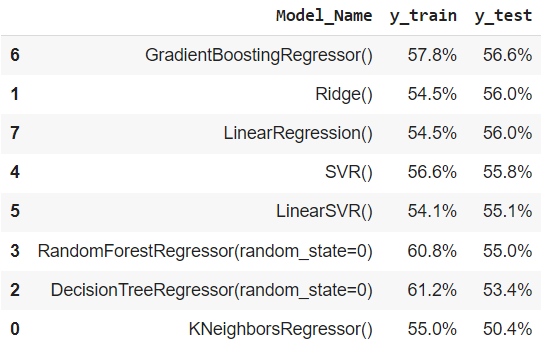 Model_Name y_train y_test
6 GradientBoostingRegressor() 57.8% 56.6%
1 Ridge() 54.5% 56.0%
7 LinearRegression() 54.5% 56.0%
4 SVR() 56.6% 55.8%
5 LinearSVR() 54.1% 55.1%
3 RandomForestRegressor(random_state=0) 60.8% 55.0%
2 DecisionTreeRegressor(random_state=0) 61.2% 53.4%
0 KNeighborsRegressor() 55.0% 50.4%